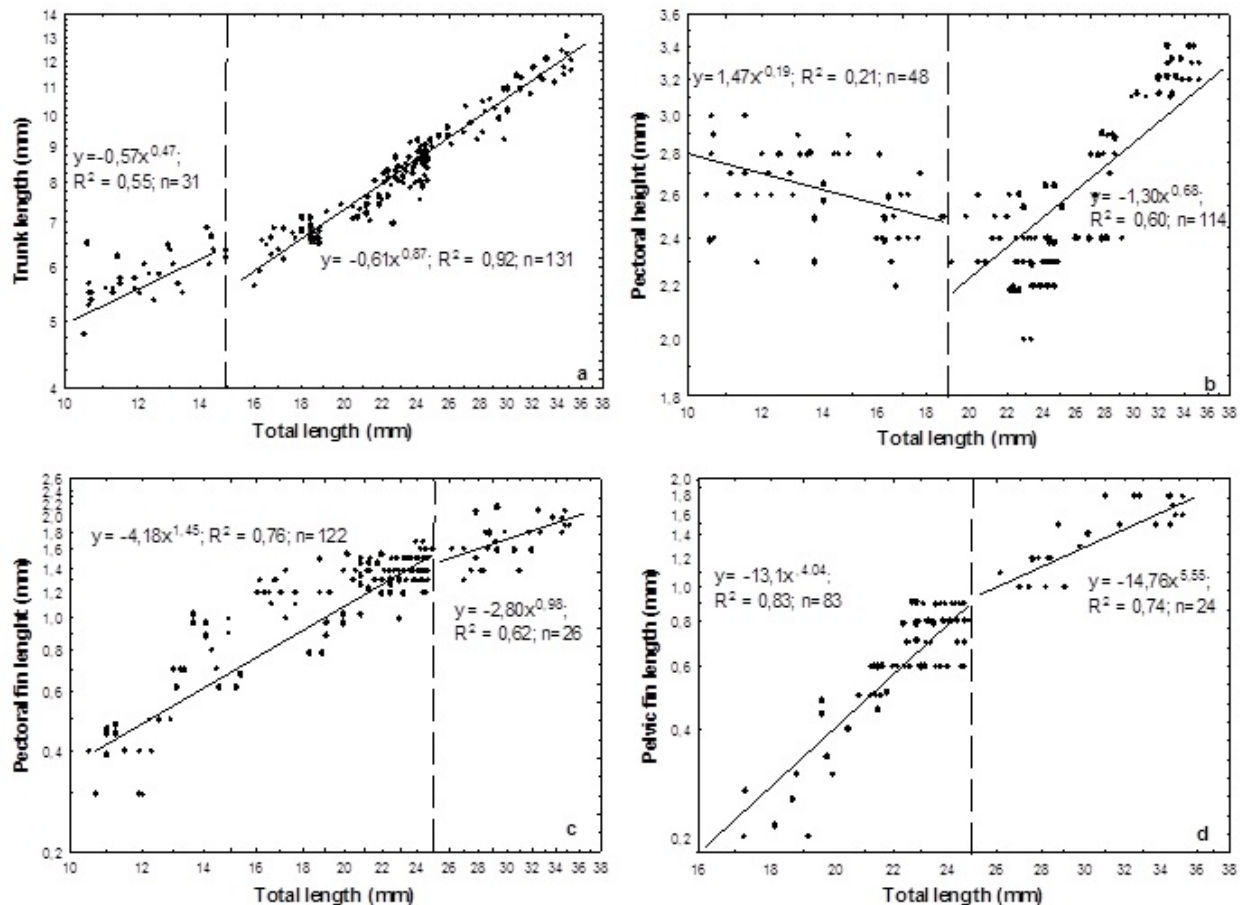 14
13
12
11
10
9
8
7
6
5
4
Trunk length (mm)
y=-0,57x^0,47;
R² = 0,55; n=31
y= -0,61x^0,87; R² = 0,92; n=131
a
10 12 14 16 18 20 22 24 26 28 30 32 34 36 38
Total length (mm)
3.6
3.2
2.8
2.6
2.4
2.2
2.0
1.8
Pectoral height (mm)
y=1,47x^0,19; R² = 0,21; n=48
y= -1,30x^0,68;
R² = 0,60; n=114
b
10 12 14 16 18 20 22 24 26 28 30 32 34 36 38
Total length (mm)
2.6
2.4
2.2
2.0
1.8
1.6
1.4
1.2
1.0
0,8
0,6
0,4
0,2
Pectoral fin lenght (mm)
y= -4,18x^1,45; R² = 0,76; n=122
y= -2,80x^0,98;
R² = 0,62; n=26
c
10 12 14 16 18 20 22 24 26 28 30 32 34 36 38
Total length (mm)
2,0
1,8
1,6
1,4
1,2
1,0
0,8
0,6
0,4
0,2
Pelvic fin length (mm)
y= -13,1x^-4,04;
R² = 0,83; n=83
y= -14,76x^5,55;
R² = 0,74; n=24
d
16 18 20 22 24 26 28 30 32 34 36 38
Total length (mm)